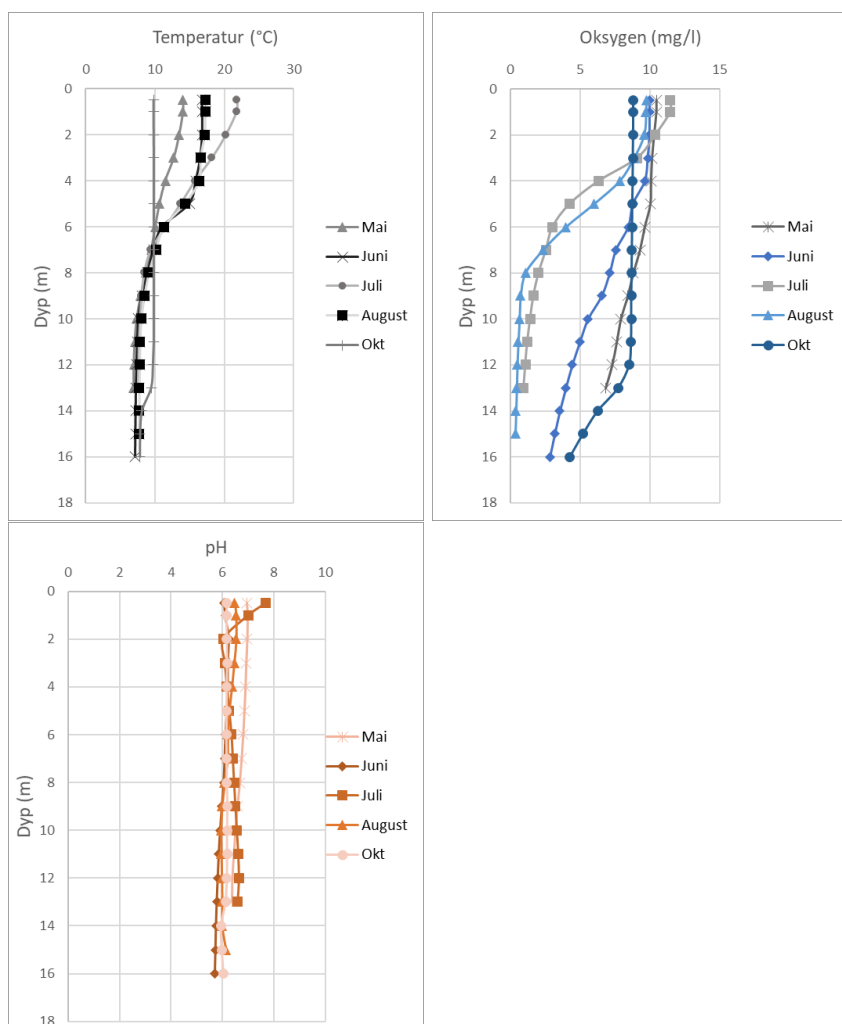 Temperatur (°C)
0 10 20 30
0
2
4
6
8
10
12
14
16
18
Dyp (m)
Mai
Juni
Juli
August
Okt
Oksygen (mg/l)
0 5 10 15
0
2
4
6
8
10
12
14
16
18
Dyp (m)
Mai
Juni
Juli
August
Okt
pH
0 2 4 6 8 10
0
2
4
6
8
10
12
14
16
18
Dyp (m)
Mai
Juni
Juli
August
Okt